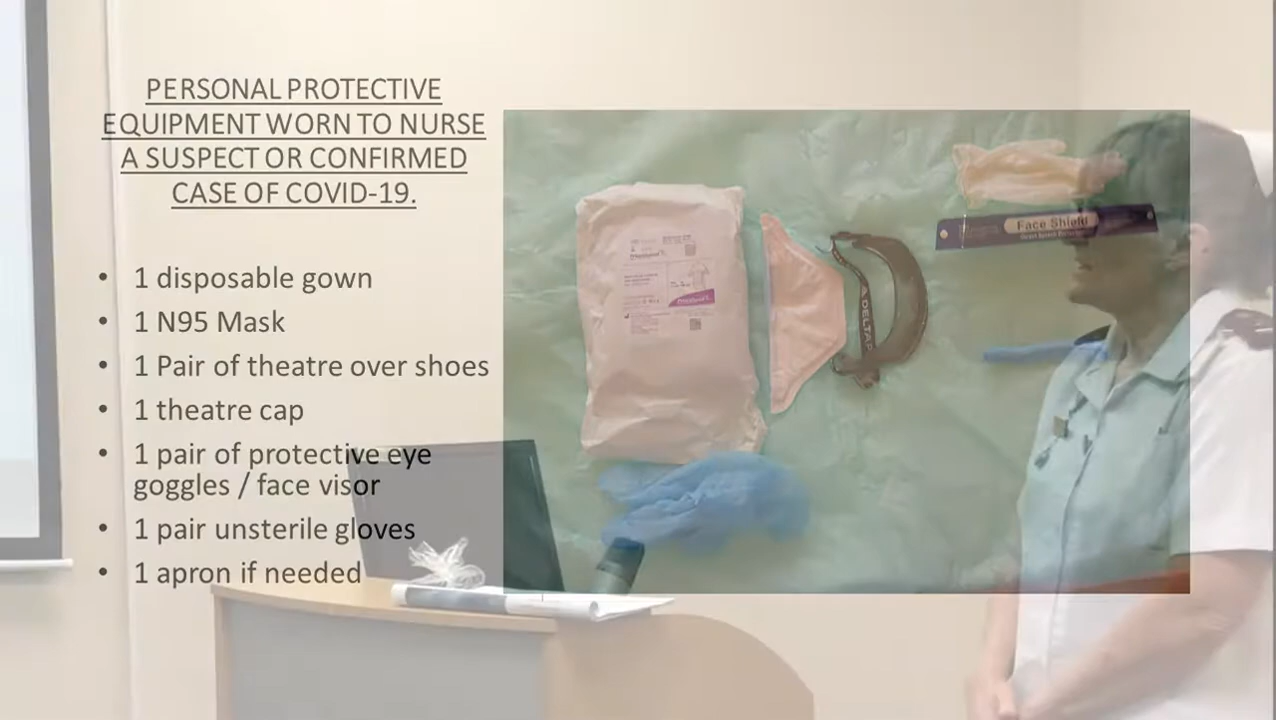 PERSONAL PROTECTIVE
EQUIPMENT WORN TO NURSE
A SUSPECT OR CONFIRMED
CASE OF COVID-19.
• 1 disposable gown
• 1 N95 Mask
• 1 Pair of theatre over shoes
• 1 theatre cap
• 1 pair of protective eye
goggles / face visor
• 1 pair unsterile gloves
• 1 apron if needed
Face Shield